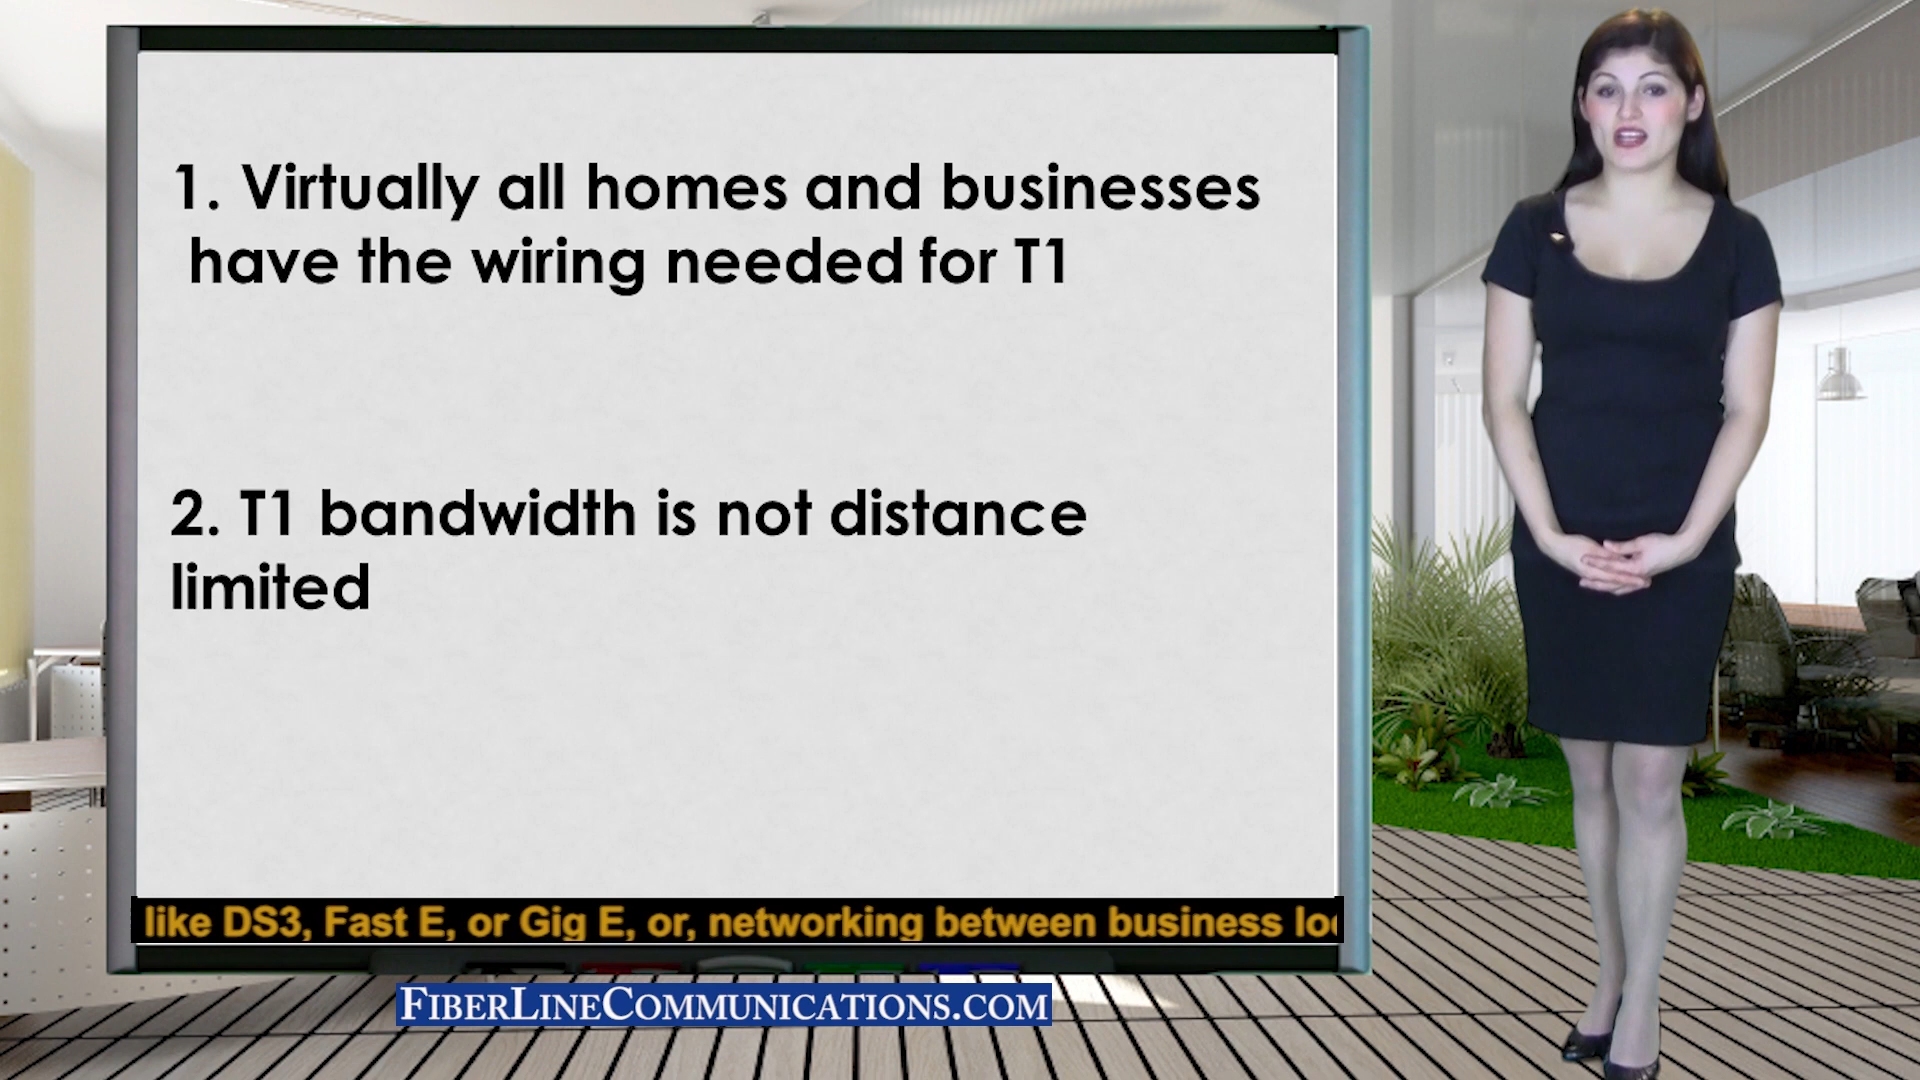 1. Virtually all homes and businesses
have the wiring needed for T1
2. T1 bandwidth is not distance
limited
like DS3, Fast E, or Gig E, or, networking between business
FIBERLINECOMMUNICATIONS.COM